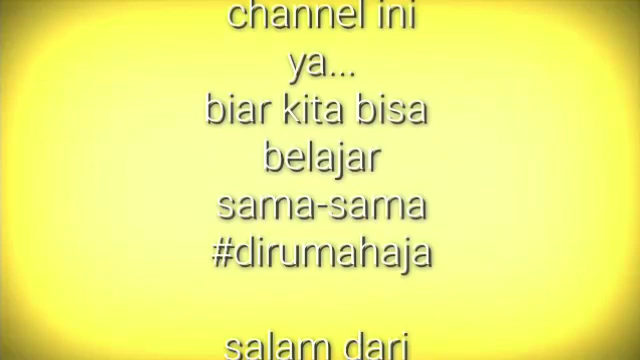 channel ini
ya...
biar kita bisa
belajar
sama-sama
#dirumahaja
salam dari